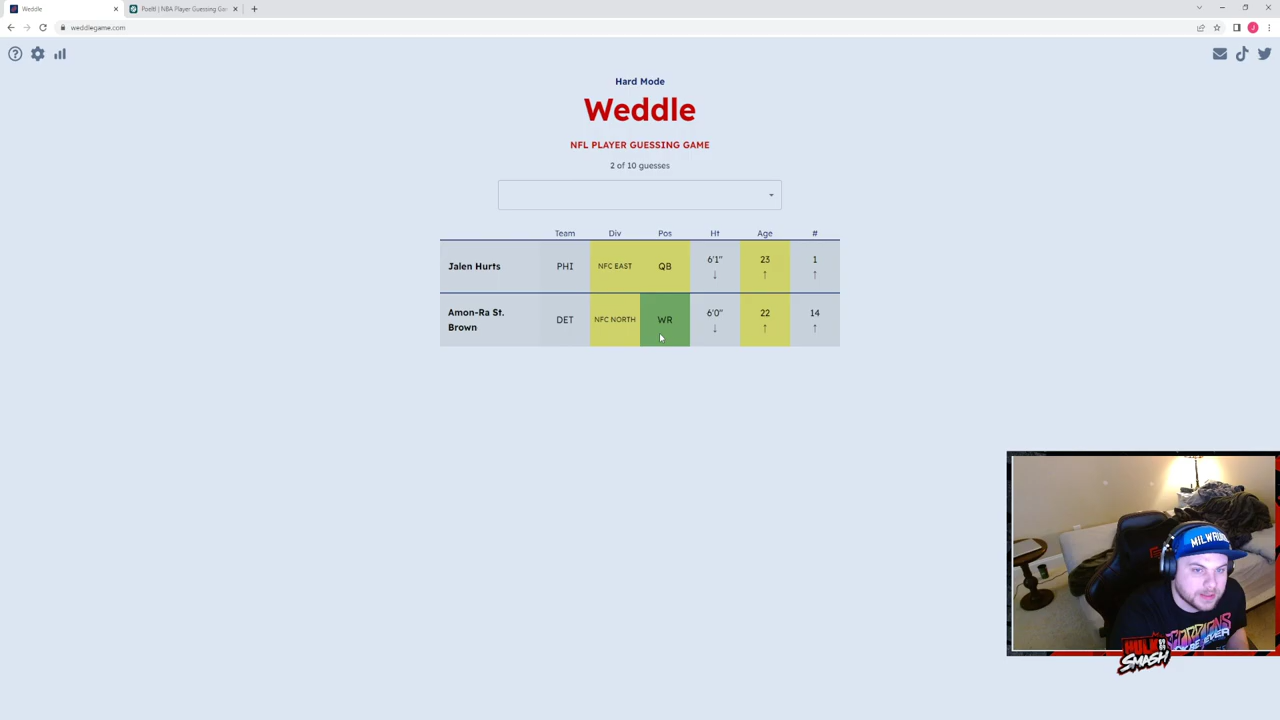 Weddle
Poeltl | NBA Player Guessing Ga
weddlegame.com
Hard Mode
Weddle
NFL PLAYER GUESSING GAME
2 of 10 guesses
Team Div Pos Ht Age #
Jalen Hurts PHI NFC EAST QB 6'1" ↓ 23 ↑ 1 ↑
Amon-Ra St. Brown DET NFC NORTH WR 6'0" ↓ 22 ↑ 14 ↑
HULK
SMASH